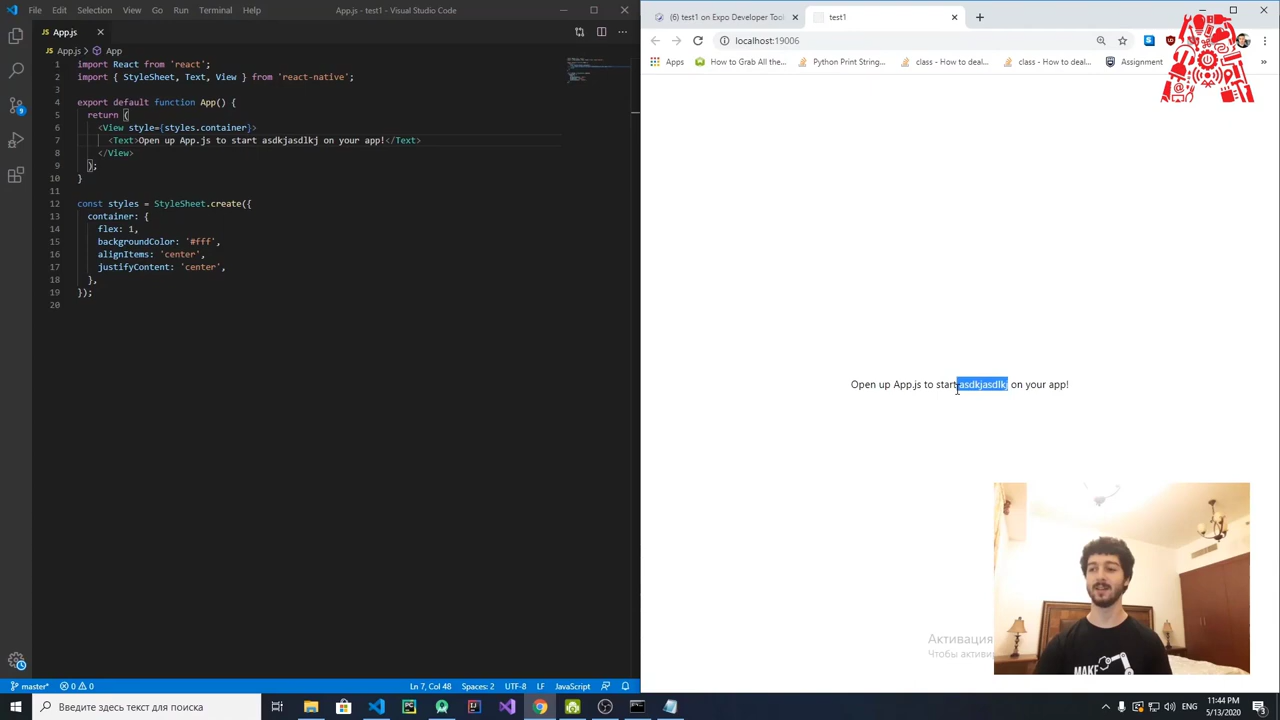 File Edit Selection View Go Run Terminal Help App.js - test1 - Visual Studio Code
App.js
App.js > App
1 import React from 'react';
2 import { StyleSheet, Text, View } from 'react-native';
3
4 export default function App() {
5 return (
6 <View style={styles.container}>
7 <Text>Open up App.js to start asdkjasdlkj on your app!</Text>
8 </View>
9 );
10 }
11
12 const styles = StyleSheet.create({
13 container: {
14 flex: 1,
15 backgroundColor: '#fff',
16 alignItems: 'center',
17 justifyContent: 'center',
18 },
19 });
20
9
master* 0 0 Ln 7, Col 48 Spaces: 2 UTF-8 LF JavaScript
(6) test1 on Expo Developer Tool
test1
localhost:19006
Apps How to Grab All the... Python Print String... class - How to deal... class - How to deal... Assignment »
Open up App.js to start asdkjasdlkj on your app!
Активация
Чтобы активи
MAKE
Введите здесь текст для поиска
ENG
11:44 PM
5/13/2020